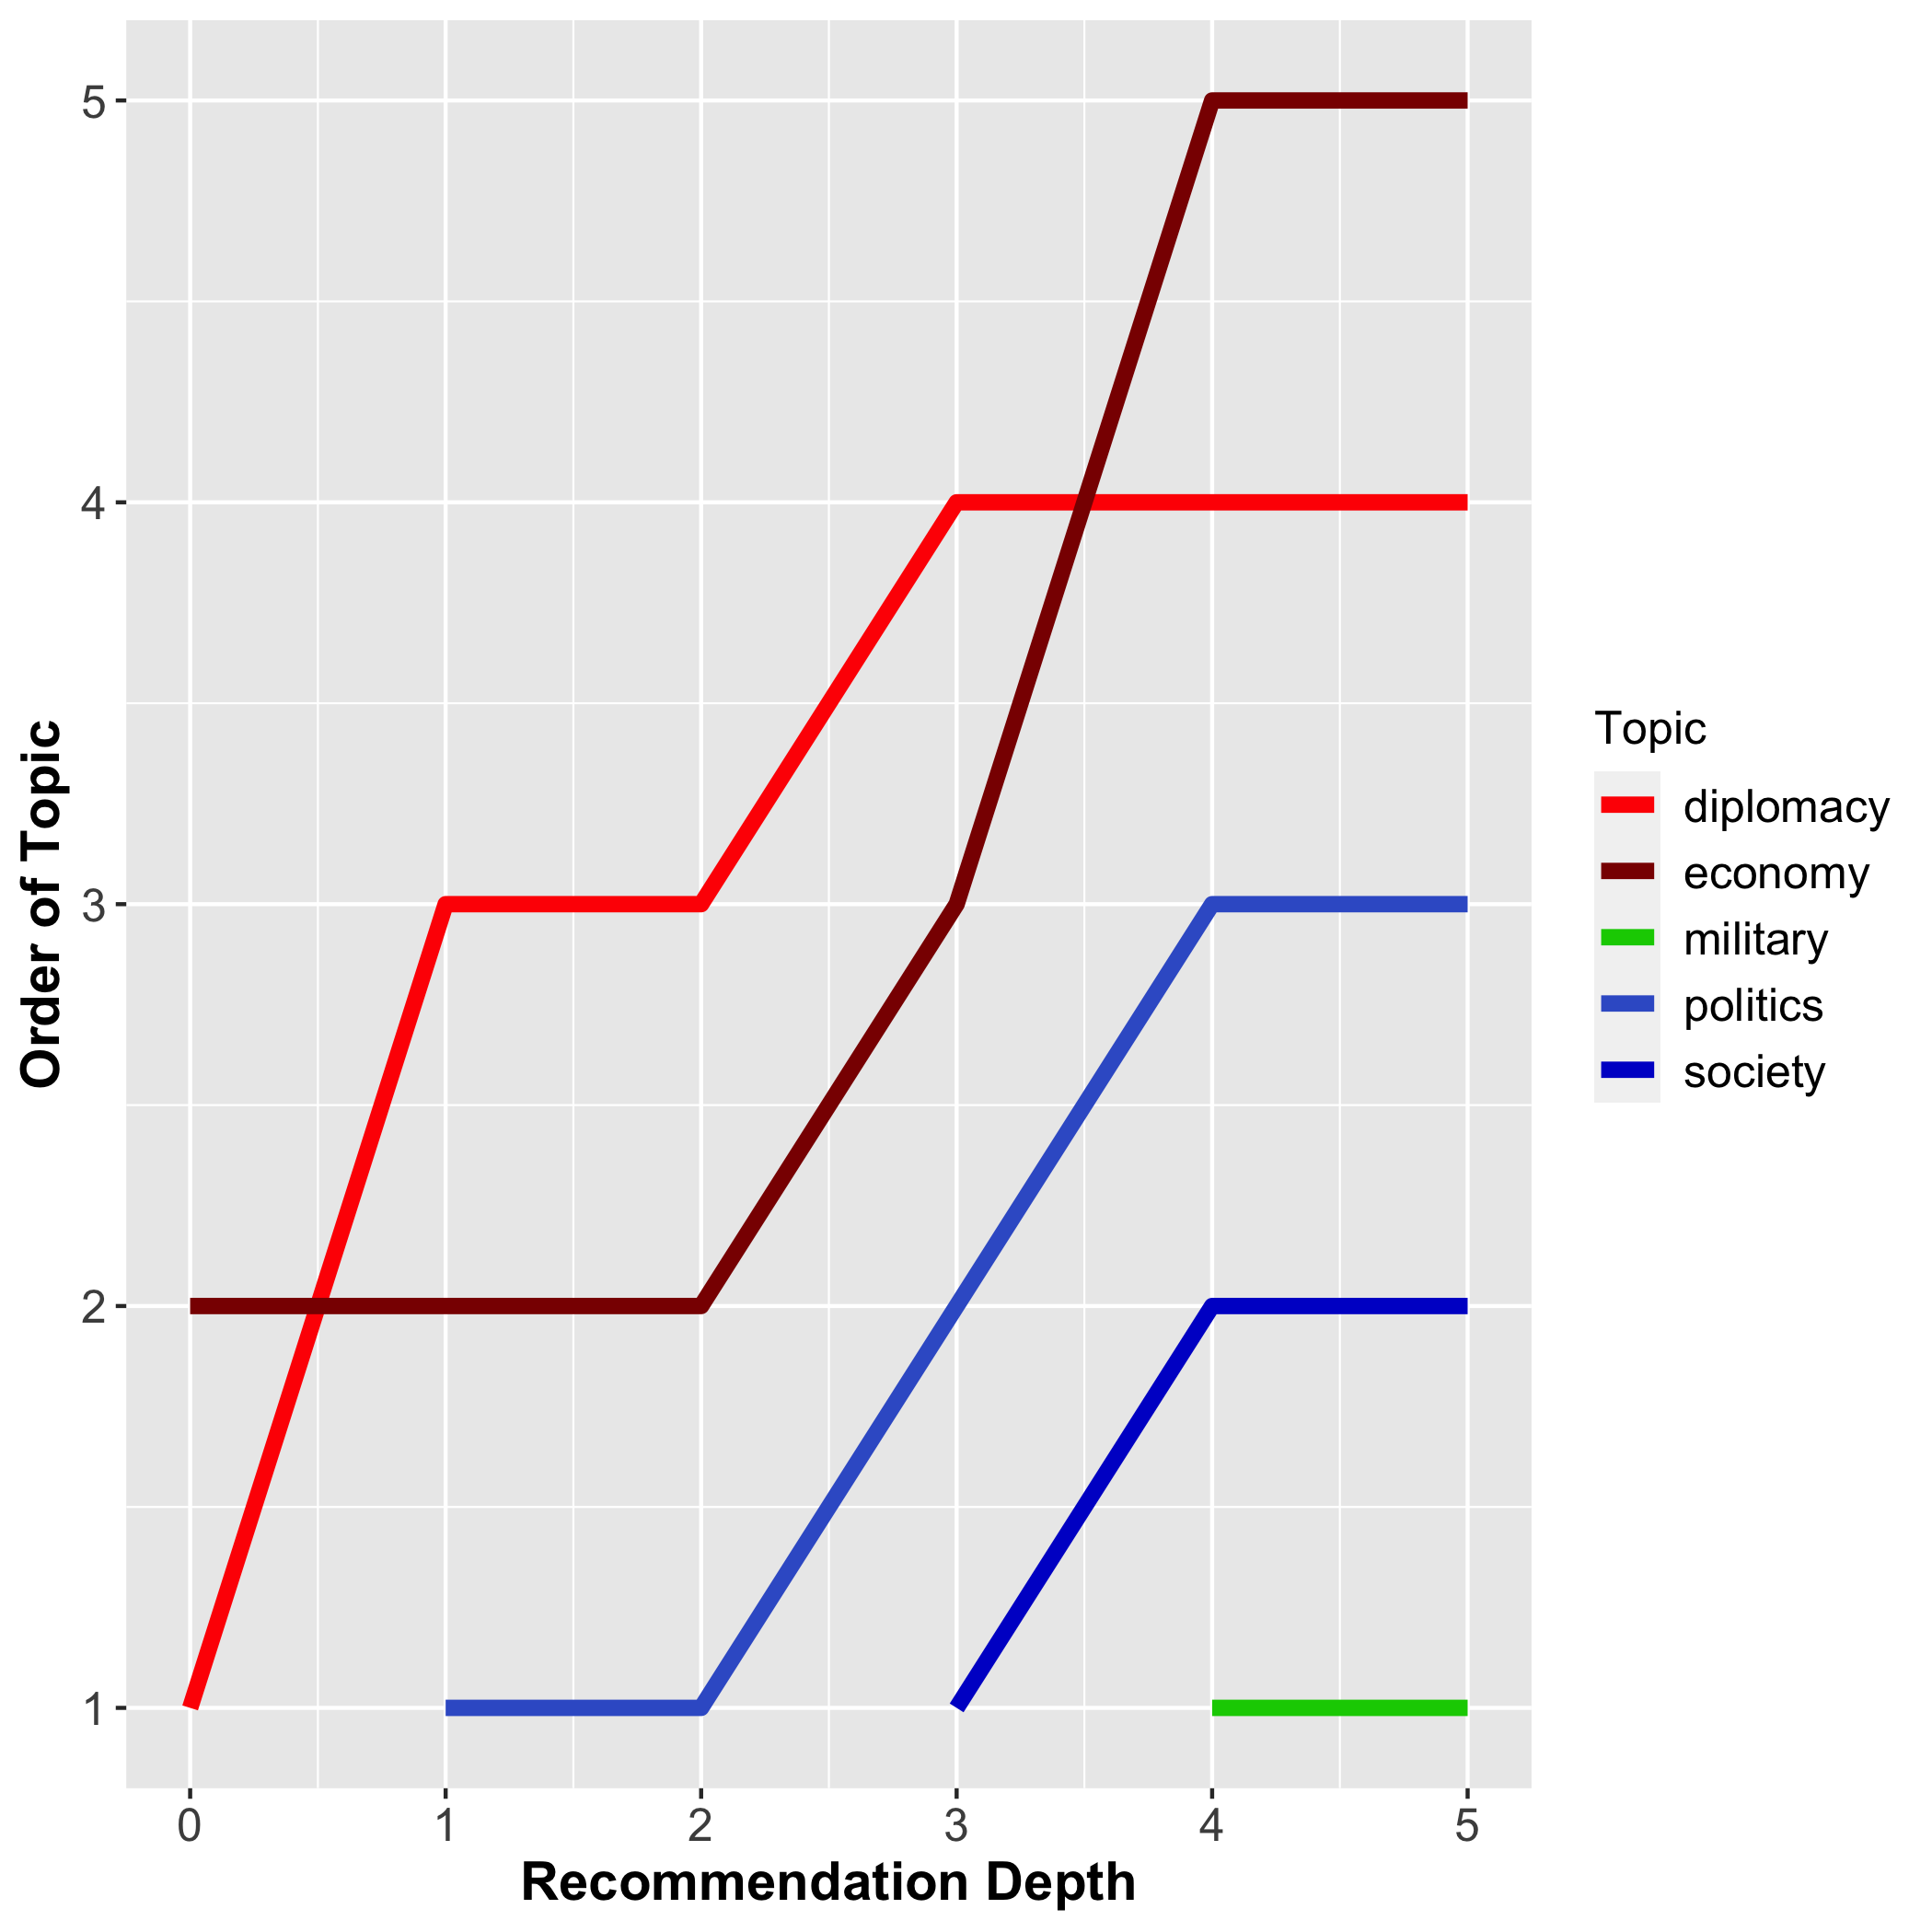 5
4
3
2
1
Order of Topic
0 1 2 3 4 5
Recommendation Depth
Topic
diplomacy
economy
military
politics
society